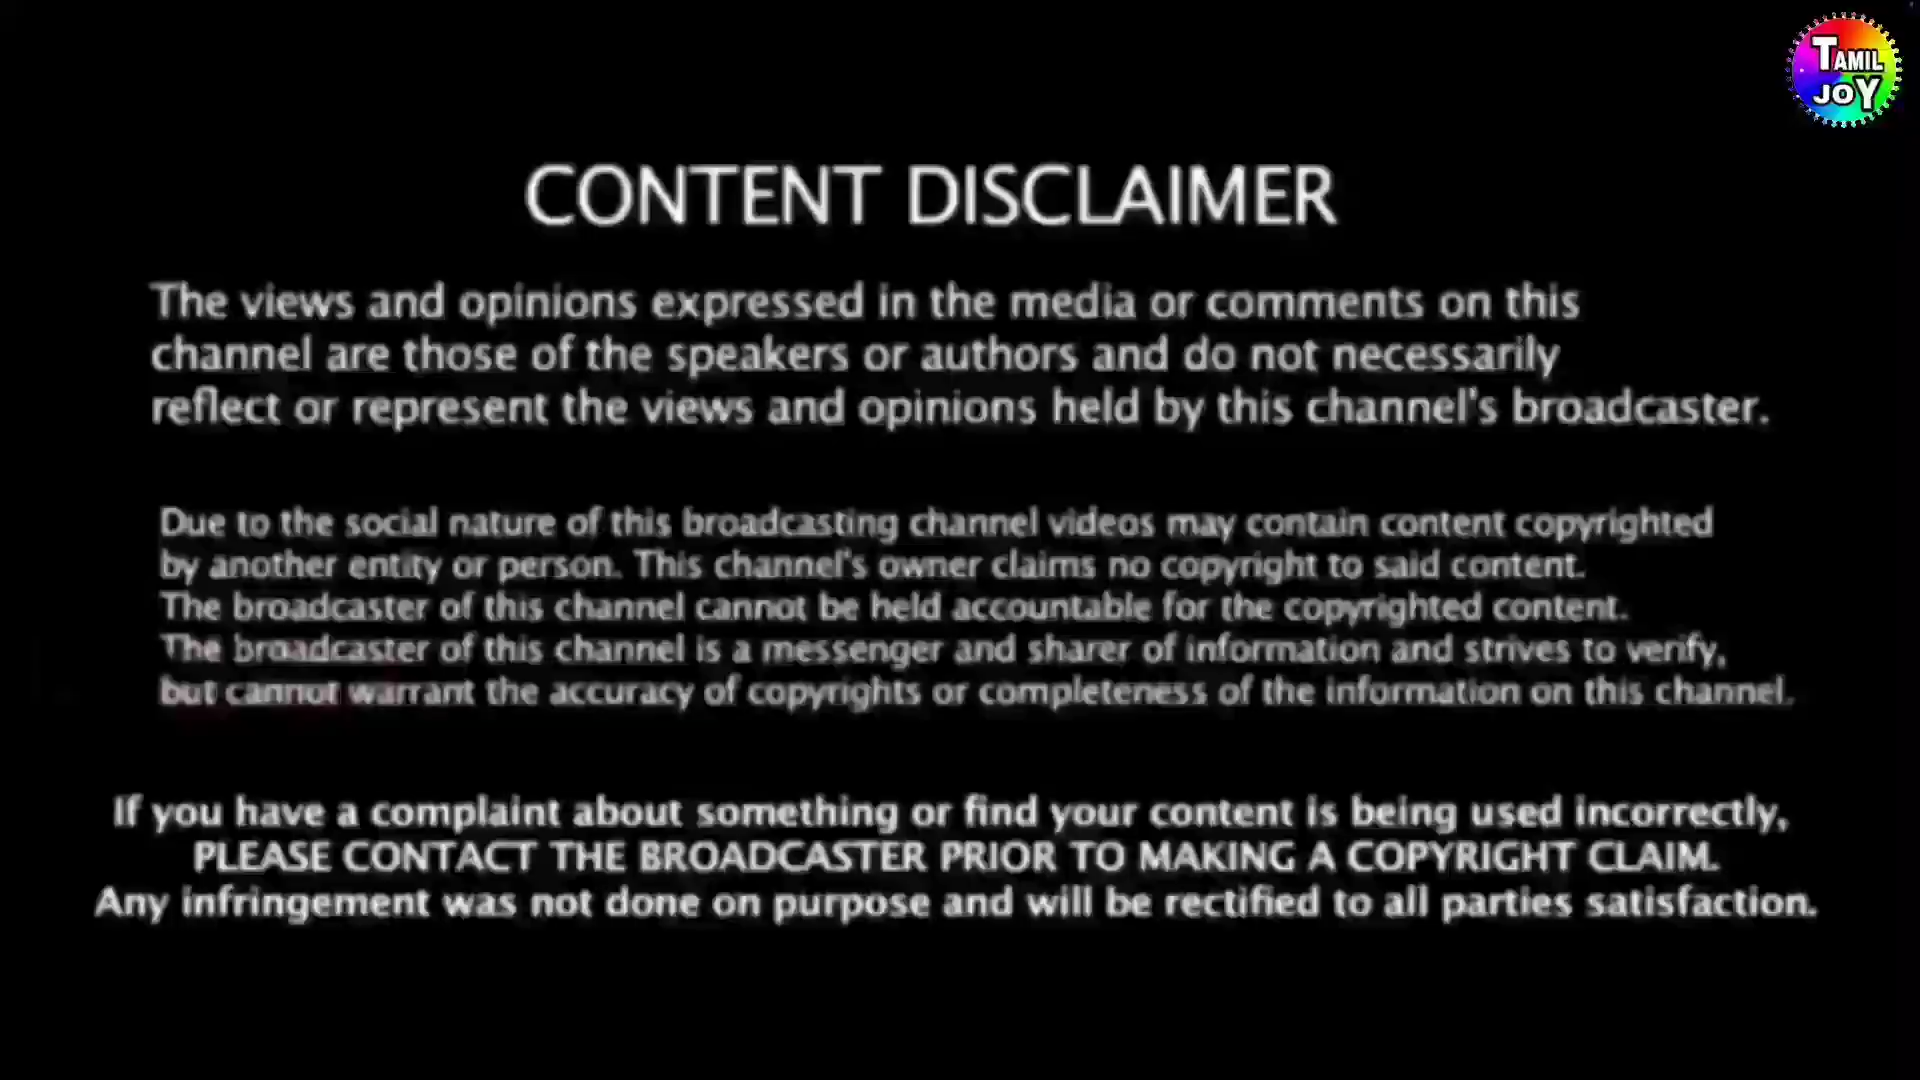 TAMIL
JOY
CONTENT DISCLAIMER
The views and opinions expressed in the media or comments on this
channel are those of the speakers or authors and do not necessarily
reflect or represent the views and opinions held by this channel's broadcaster.
Due to the social nature of this broadcasting channel videos may contain content copyrighted
by another entity or person. This channel's owner claims no copyright to said content.
The broadcaster of this channel cannot be held accountable for the copyrighted content.
The broadcaster of this channel is a messenger and sharer of information and strives to verify,
but cannot warrant the accuracy of copyrights or completeness of the information on this channel.
If you have a complaint about something or find your content is being used incorrectly,
PLEASE CONTACT THE BROADCASTER PRIOR TO MAKING A COPYRIGHT CLAIM.
Any infringement was not done on purpose and will be rectified to all parties satisfaction.